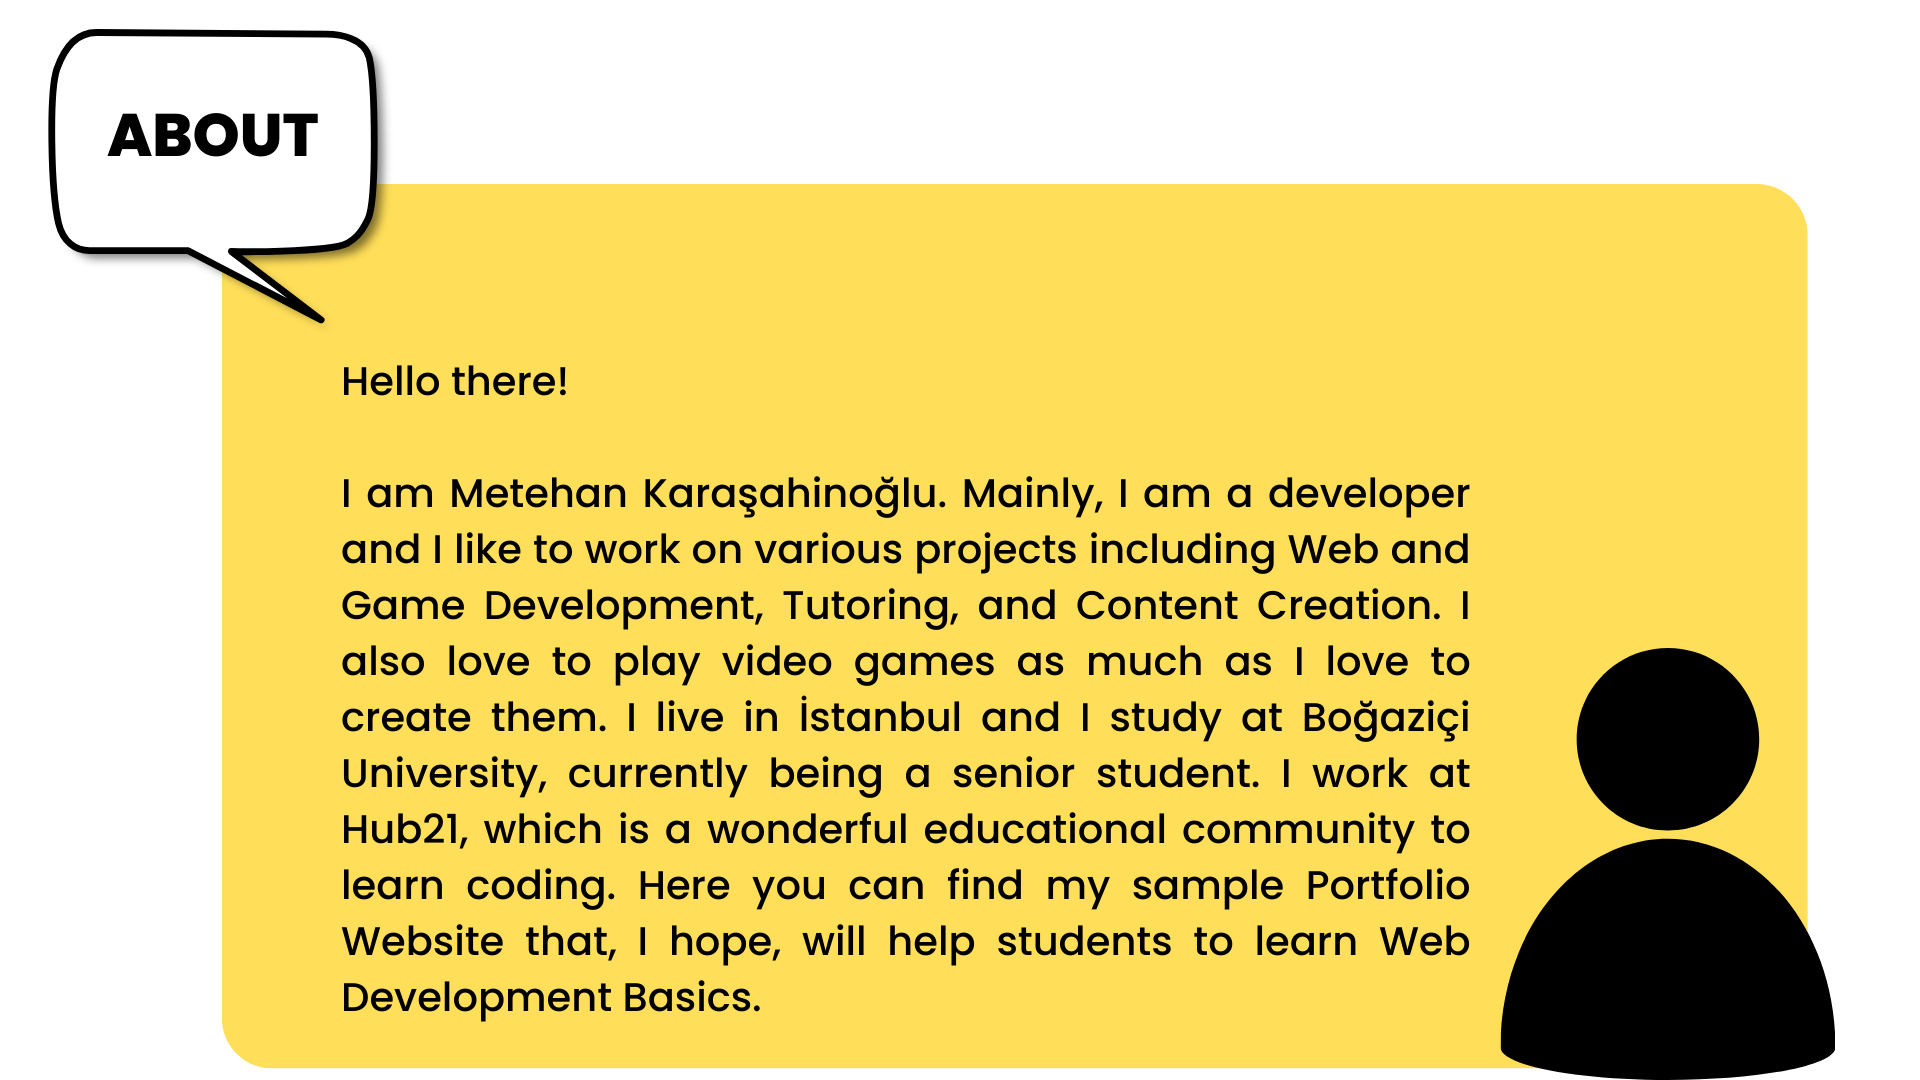 ABOUT
Hello there!
I am Metehan Karaşahinoğlu. Mainly, I am a developer
and I like to work on various projects including Web and
Game Development, Tutoring, and Content Creation. I
also love to play video games as much as I love to
create them. I live in İstanbul and I study at Boğaziçi
University, currently being a senior student. I work at
Hub21, which is a wonderful educational community to
learn coding. Here you can find my sample Portfolio
Website that, I hope, will help students to learn Web
Development Basics.